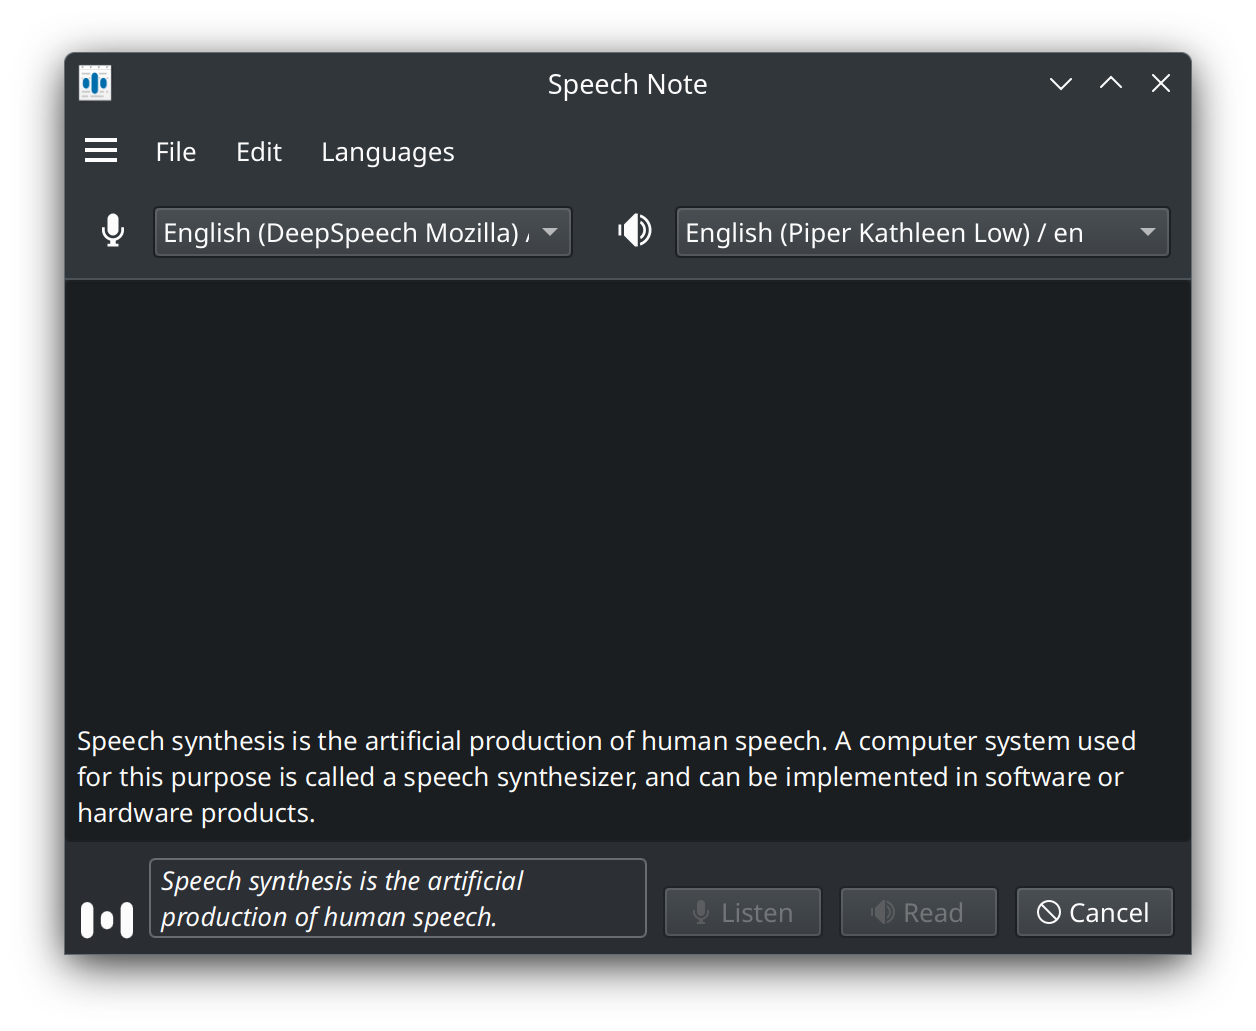 Speech Note
File Edit Languages
English (DeepSpeech Mozilla) / English (Piper Kathleen Low) / en
Speech synthesis is the artificial production of human speech. A computer system used
for this purpose is called a speech synthesizer, and can be implemented in software or
hardware products.
Speech synthesis is the artificial
production of human speech.
Listen Read Cancel